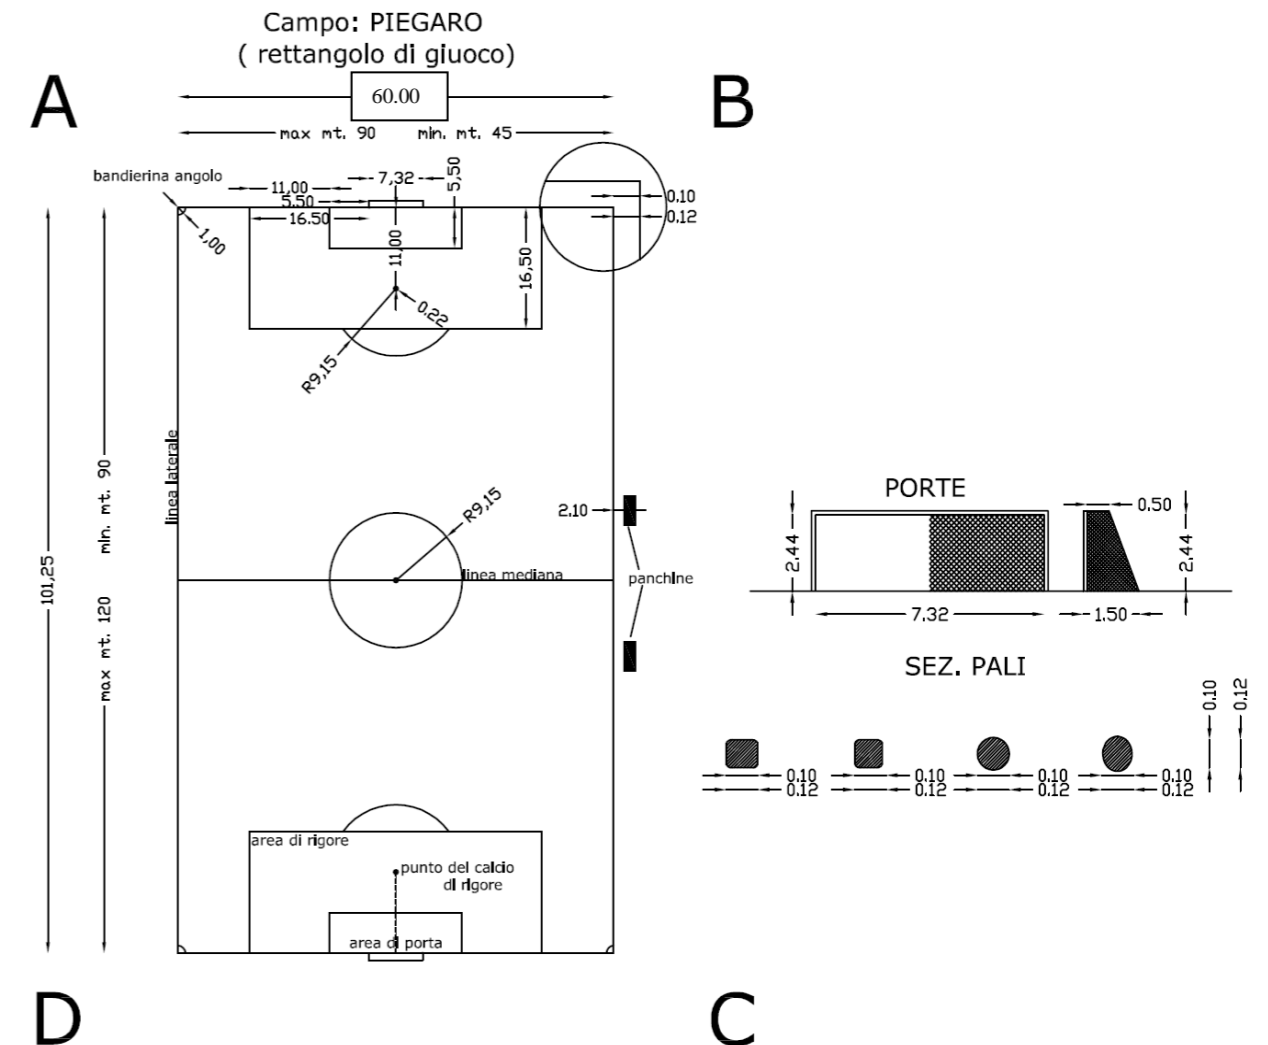 Campo: PIEGARO
( rettangolo di giuoco)
A
B
60.00
max mt. 90 min. mt. 45
bandierina angolo
7,32
5,50
11,00
5.50
16.50
0.10
0.12
1,00
11,00
16,50
0.22
R9,15
linea laterale
min. mt. 90
max mt. 120
101,25
R9,15
2.10
linea mediana
panchine
PORTE
0.50
2.44
2.44
7.32
1.50
SEZ. PALI
0.10
0.12
0.10 0.10 0.10 0.10
0.12 0.12 0.12 0.12
area di rigore
punto del calcio
di rigore
area di porta
D
C